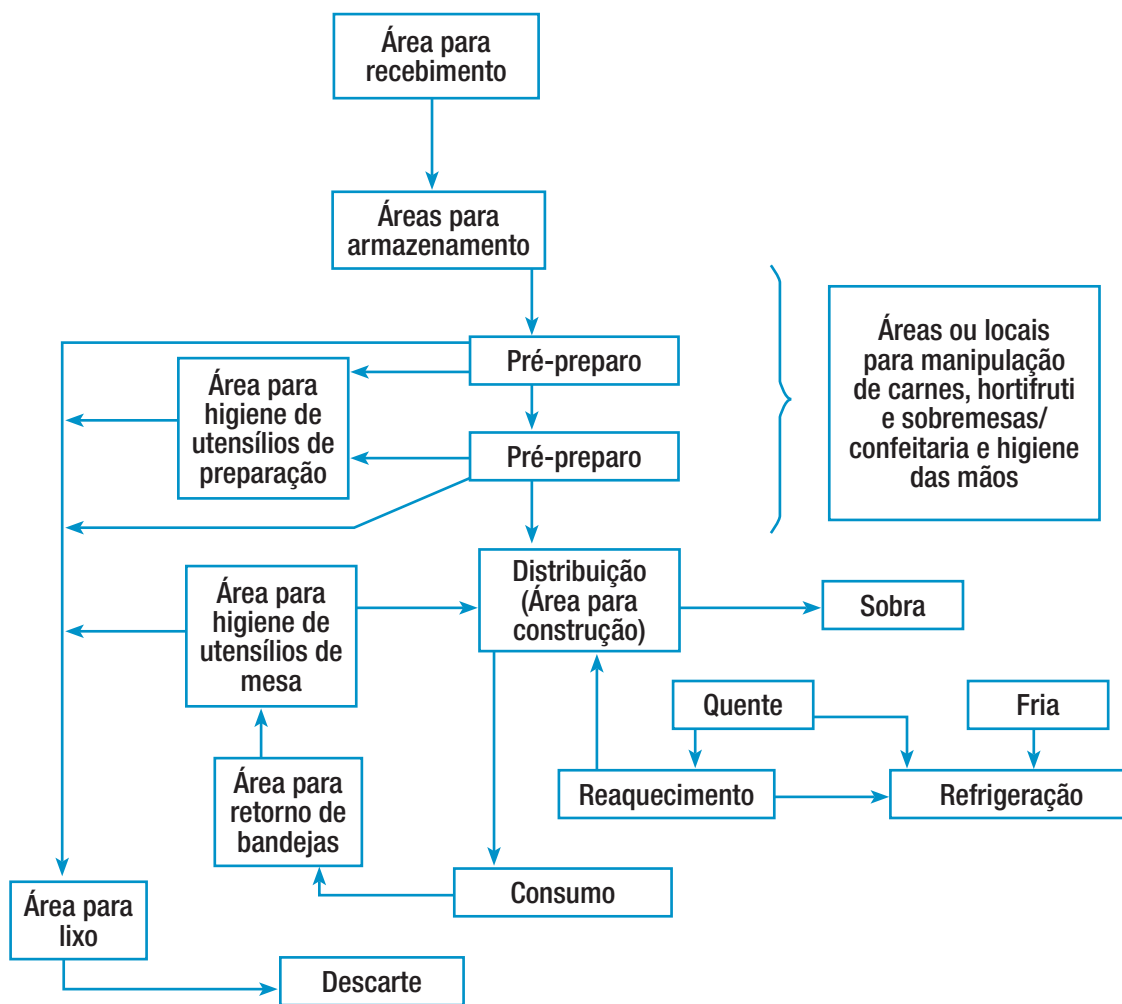 Área para
recebimento
Áreas para
armazenamento
Pré-preparo
Área para
higiene de
utensílios de
preparação
Pré-preparo
Áreas ou locais
para manipulação
de carnes, hortifruti
e sobremesas/
confeitaria e higiene
das mãos
Distribuição
(Área para
construção)
Sobra
Área para
higiene de
utensílios de
mesa
Quente
Fria
Reaquecimento
Refrigeração
Área para
retorno de
bandejas
Consumo
Área para
lixo
Descarte